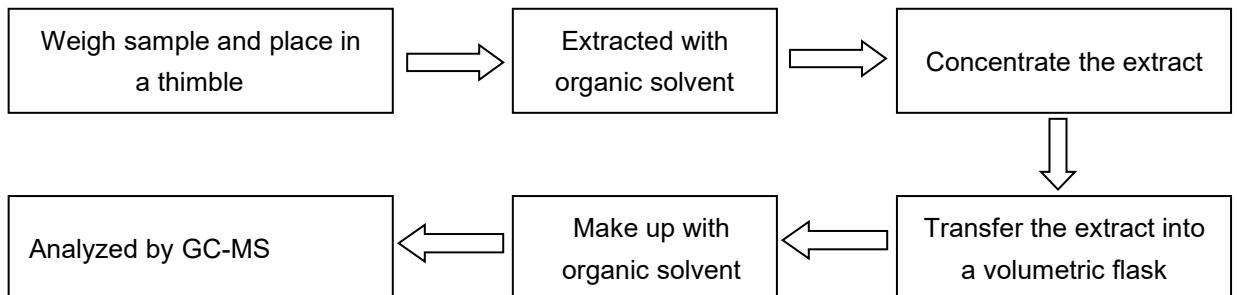 Weigh sample and place in
a thimble
Extracted with
organic solvent
Concentrate the extract
Transfer the extract into
a volumetric flask
Make up with
organic solvent
Analyzed by GC-MS